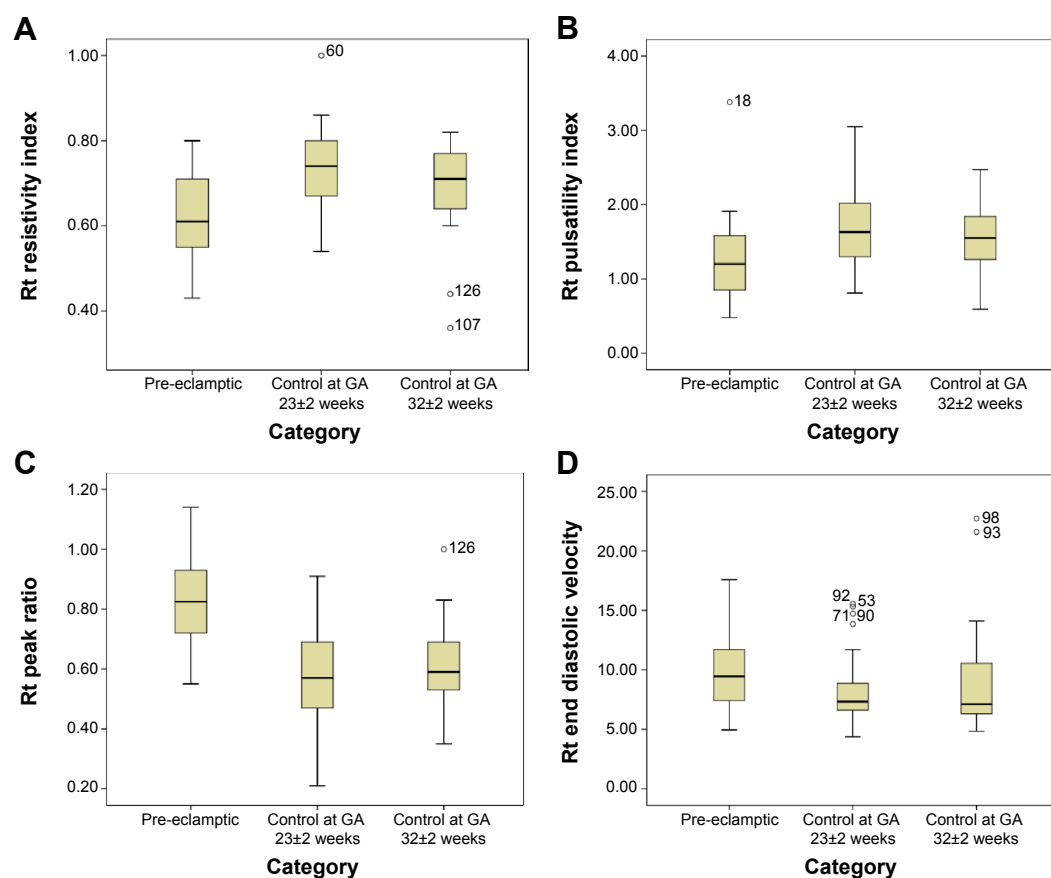 A
Rt resistivity index
1.00
0.80
0.60
0.40
60
126
107
Pre-eclamptic
Control at GA
23±2 weeks
Control at GA
32±2 weeks
Category
B
Rt pulsatility index
4.00
3.00
2.00
1.00
0.00
18
Pre-eclamptic
Control at GA
23±2 weeks
Control at GA
32±2 weeks
Category
C
Rt peak ratio
1.20
1.00
0.80
0.60
0.40
0.20
126
Pre-eclamptic
Control at GA
23±2 weeks
Control at GA
32±2 weeks
Category
D
Rt end diastolic velocity
25.00
20.00
15.00
10.00
5.00
0.00
92 53
71 90
98
93
Pre-eclamptic
Control at GA
23±2 weeks
Control at GA
32±2 weeks
Category